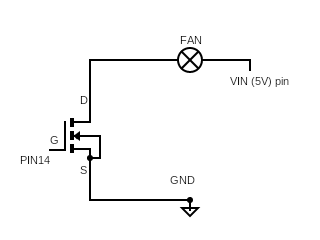 FAN
VIN (5V) pin
D
G
PIN14
S
GND